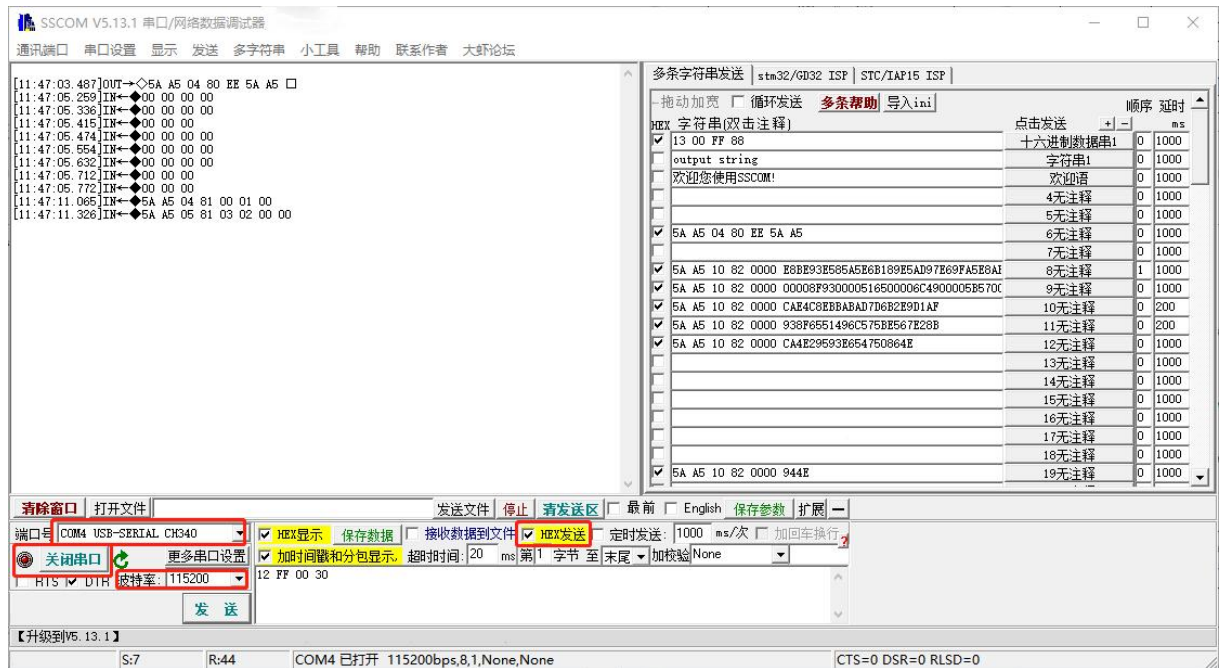 SSCOM V5.13.1 串口/网络数据调试器
通讯端口 串口设置 显示 发送 多字符串 小工具 帮助 联系作者 大虾论坛
[11:47:03.487]OUT→◇5A A5 04 80 EE 5A A5 □
[11:47:05.259]IN←◆00 00 00 00
[11:47:05.336]IN←◆00 00 00 00
[11:47:05.415]IN←◆00 00 00
[11:47:05.474]IN←◆00 00 00 00
[11:47:05.554]IN←◆00 00 00 00
[11:47:05.632]IN←◆00 00 00 00
[11:47:05.712]IN←◆00 00 00
[11:47:05.772]IN←◆00 00 00
[11:47:11.065]IN←◆5A A5 04 81 00 01 00
[11:47:11.326]IN←◆5A A5 05 81 03 02 00 00
多条字符串发送 stm32/GD32 ISP STC/IAP15 ISP
拖动加宽 循环发送 多条帮助 导入ini 顺序 延时
HEX 字符串(双击注释) 点击发送 + - ms
13 00 FF 88 十六进制数据串1 0 1000
output string 字符串1 0 1000
欢迎您使用SSCOM! 欢迎语 0 1000
4无注释 0 1000
5无注释 0 1000
5A A5 04 80 EE 5A A5 6无注释 0 1000
7无注释 0 1000
5A A5 10 82 0000 E8BE93E585A5E6B189E5AD97E69FA5E8AE 8无注释 1 1000
5A A5 10 82 0000 00008F930000516500006C4900005B5700 9无注释 0 1000
5A A5 10 82 0000 CAE4C8EBBABAD7D6B2E9D1AF 10无注释 0 200
5A A5 10 82 0000 938F6551496C575BE567E28B 11无注释 0 200
5A A5 10 82 0000 CA4E29593E654750864E 12无注释 0 1000
13无注释 0 1000
14无注释 0 1000
15无注释 0 1000
16无注释 0 1000
17无注释 0 1000
18无注释 0 1000
5A A5 10 82 0000 944E 19无注释 0 1000
清除窗口 打开文件 发送文件 停止 清发送区 最前 English 保存参数 扩展 —
端口号 COM4 USB-SERIAL CH340 HEX显示 保存数据 接收数据到文件 HEX发送 定时发送: 1000 ms/次 加回车换行
关闭串口 更多串口设置 加时间戳和分包显示, 超时时间: 20 ms 第1 字节 至 末尾 加校验 None
RTS DTR 波特率: 115200 12 FF 00 30
发 送
【升级到V5.13.1】
S:7 R:44 COM4 已打开 115200bps,8,1,None,None CTS=0 DSR=0 RLSD=0